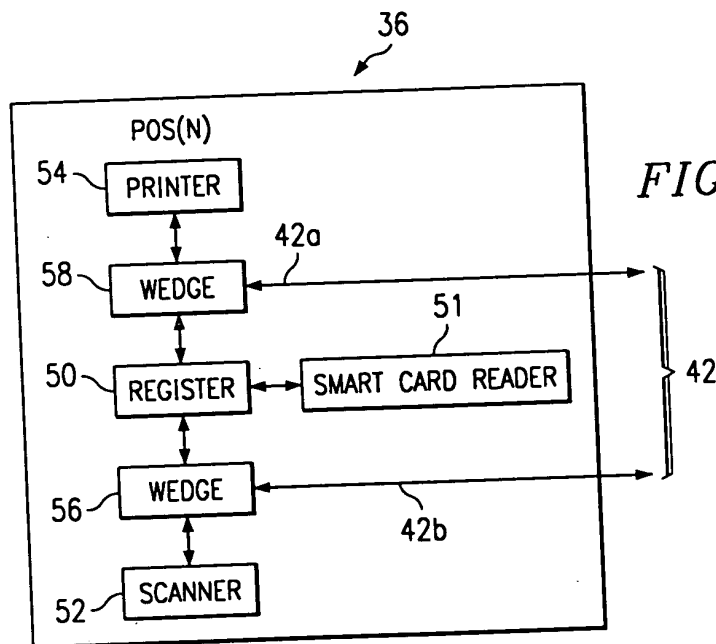 36
POS(N)
54
PRINTER
FIG
42a
58
WEDGE
51
50
REGISTER
SMART CARD READER
42
WEDGE
56
42b
52
SCANNER